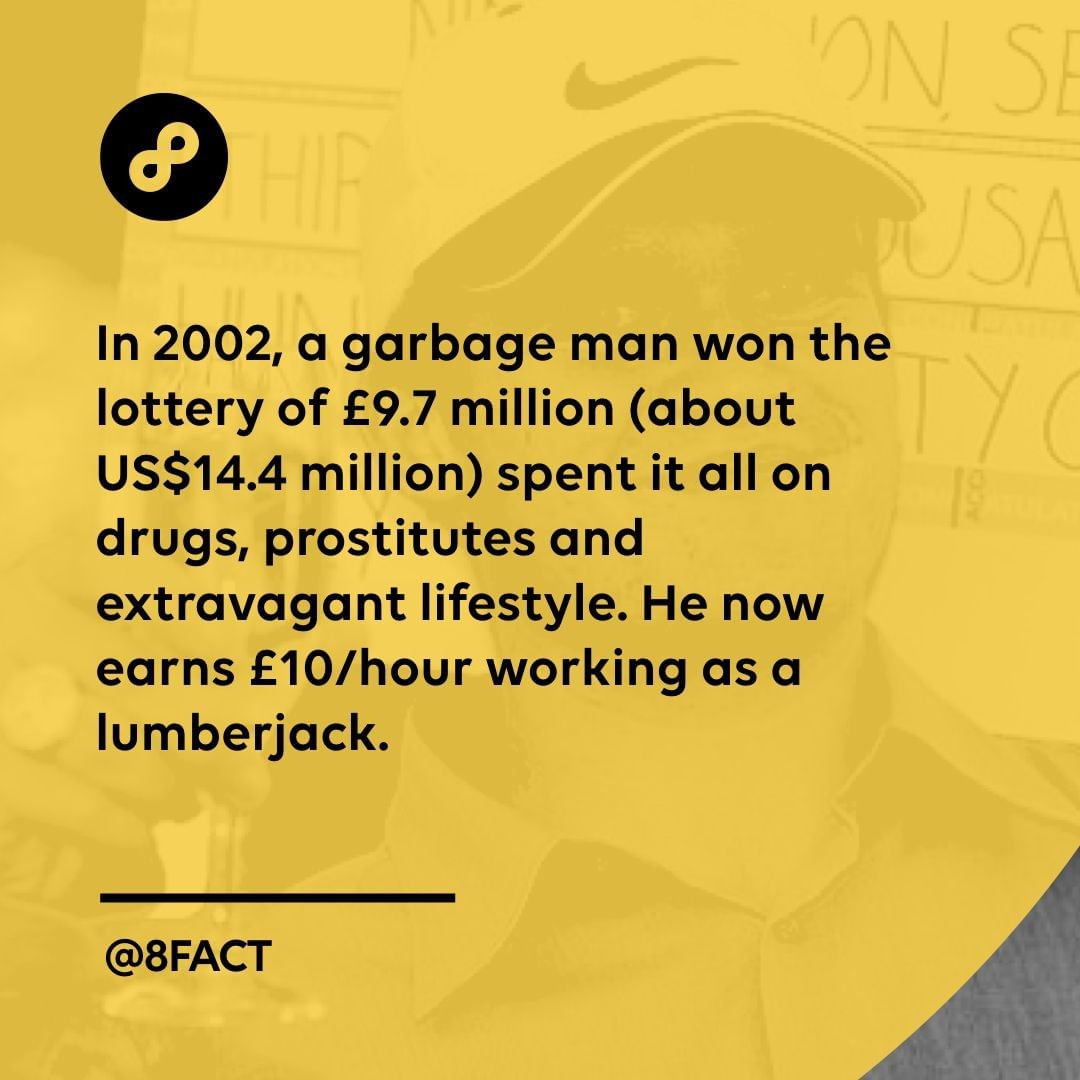 In 2002, a garbage man won the
lottery of £9.7 million (about
US$14.4 million) spent it all on
drugs, prostitutes and
extravagant lifestyle. He now
earns £10/hour working as a
lumberjack.
@8FACT